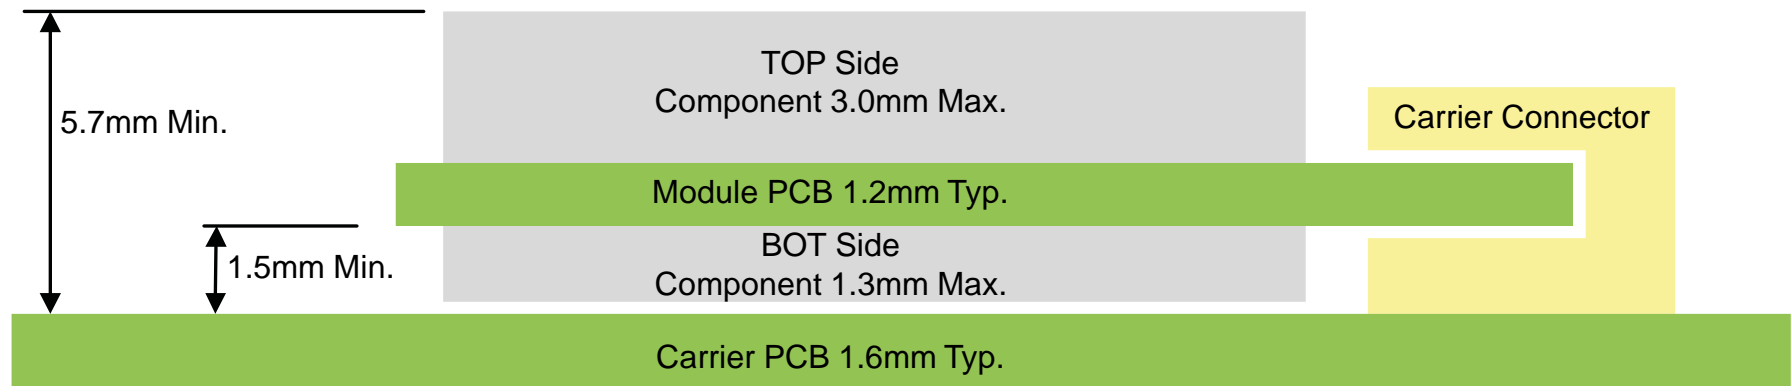 TOP Side
Component 3.0mm Max.
5.7mm Min.
Carrier Connector
Module PCB 1.2mm Typ.
BOT Side
1.5mm Min.
Component 1.3mm Max.
Carrier PCB 1.6mm Typ.